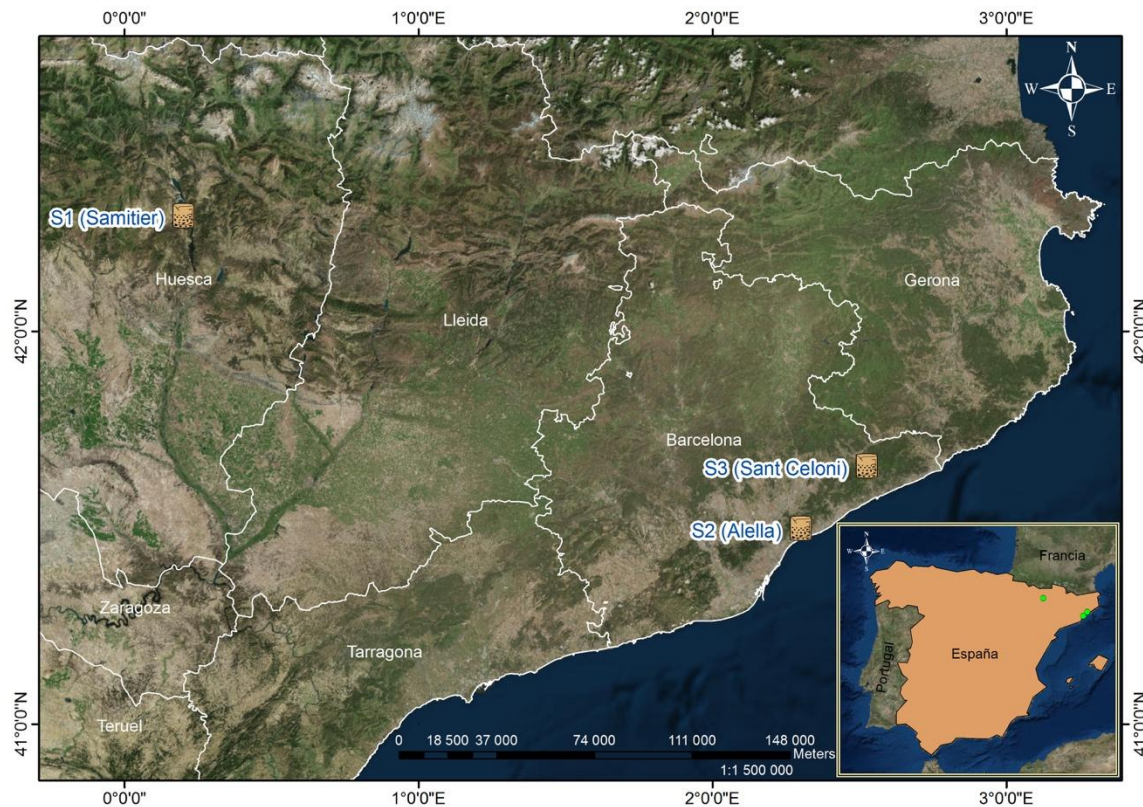 0°0'0" 1°0'0"E 2°0'0"E 3°0'0"E
N
W E
S
S1 (Samitier)
Huesca
Gerona
Lleida
42°0'0"N 42°0'0"N
Barcelona
S3 (Sant Celoni)
S2 (Alella)
Zaragoza
Tarragona
Teruel
41°0'0"N 41°0'0"N
0 18 500 37 000 74 000 111 000 148 000
Meters
1:1 500 000
N
W E
S
Francia
España
Portugal
0°0'0" 1°0'0"E 2°0'0"E 3°0'0"E